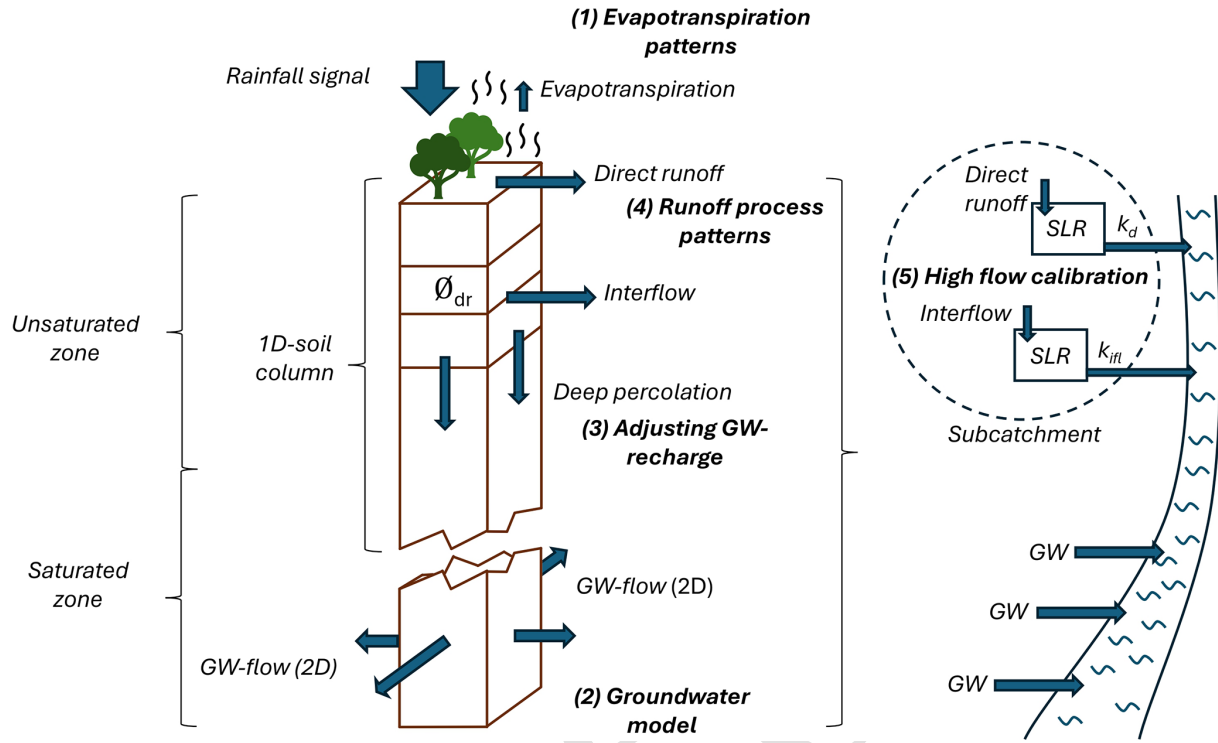 (1) Evapotranspiration
patterns
Rainfall signal
Evapotranspiration
Direct runoff
(4) Runoff process
patterns
Ø_dr
Interflow
Unsaturated
zone
1D-soil
column
Deep percolation
(3) Adjusting GW-
recharge
Saturated
zone
GW-flow (2D)
GW-flow (2D)
(2) Groundwater
model
Direct
runoff
SLR
k_d
(5) High flow calibration
Interflow
SLR
k_ifl
Subcatchment
GW
GW
GW